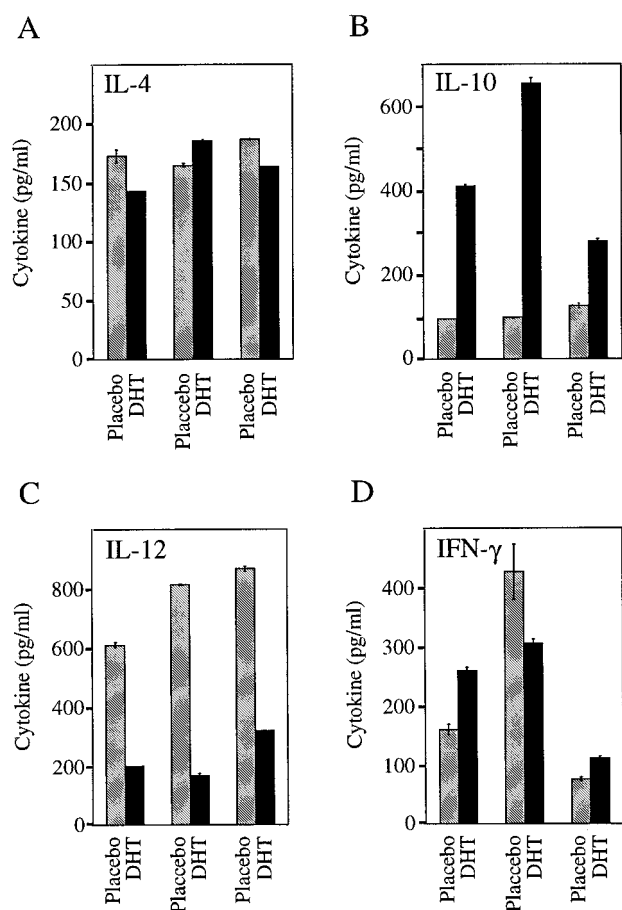 A
IL-4
Cytokine (pg/ml)
200
150
100
50
0
Placebo
DHT
Placcebo
DHT
Placebo
DHT
B
IL-10
Cytokine (pg/ml)
600
400
200
0
Placebo
DHT
Placebo
DHT
Placebo
DHT
C
IL-12
Cytokine (pg/ml)
800
600
400
200
0
Placebo
DHT
Placebo
DHT
Placebo
DHT
D
IFN-γ
Cytokine (pg/ml)
400
300
200
100
0
Placebo
DHT
Placebo
DHT
Placebo
DHT